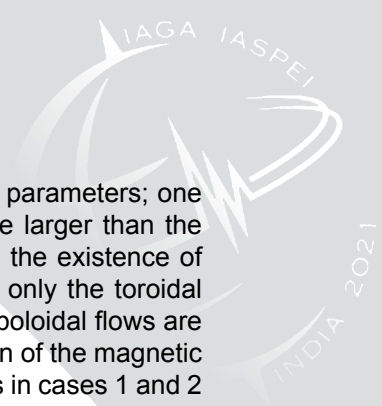 IAGA IASPEI
INDIA 2021
parameters; one
e larger than the
the existence of
only the toroidal
poloidal flows are
n of the magnetic
s in cases 1 and 2